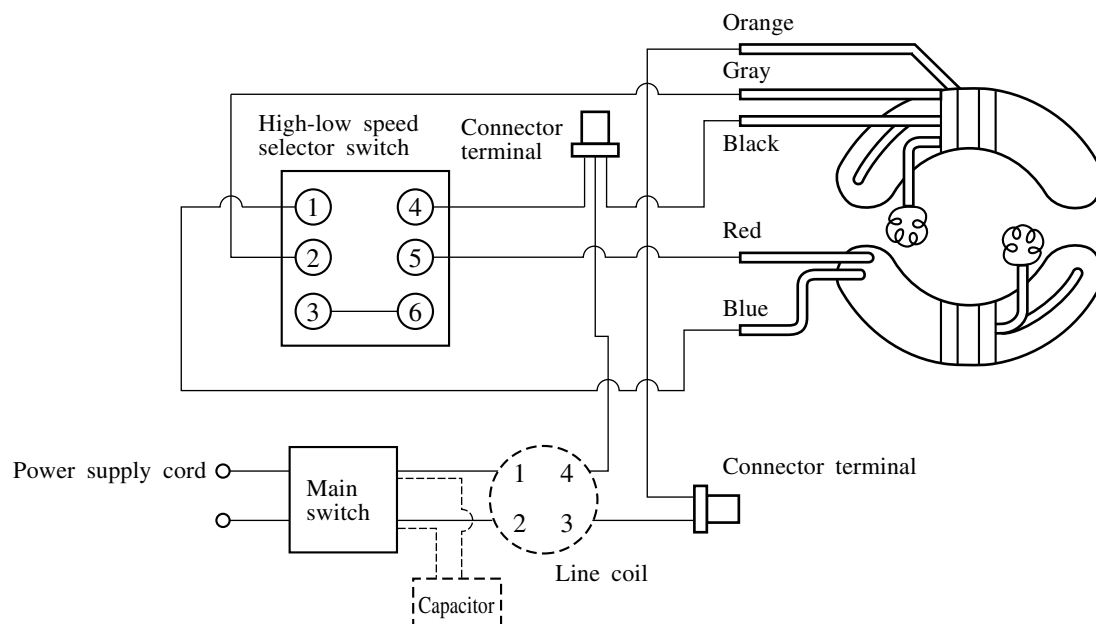 Orange
Gray
High-low speed
selector switch
Connector
terminal
Black
1
4
2
5
3
6
Red
Blue
Power supply cord
Main
switch
1
4
2
3
Connector terminal
Line coil
Capacitor